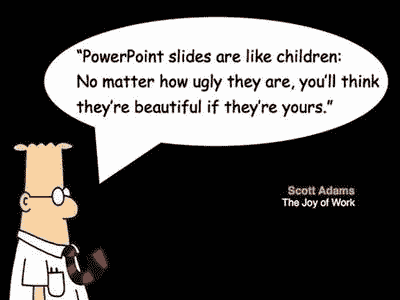 “PowerPoint slides are like children:
No matter how ugly they are, you’ll think
they’re beautiful if they’re yours.”
Scott Adams
The Joy of Work